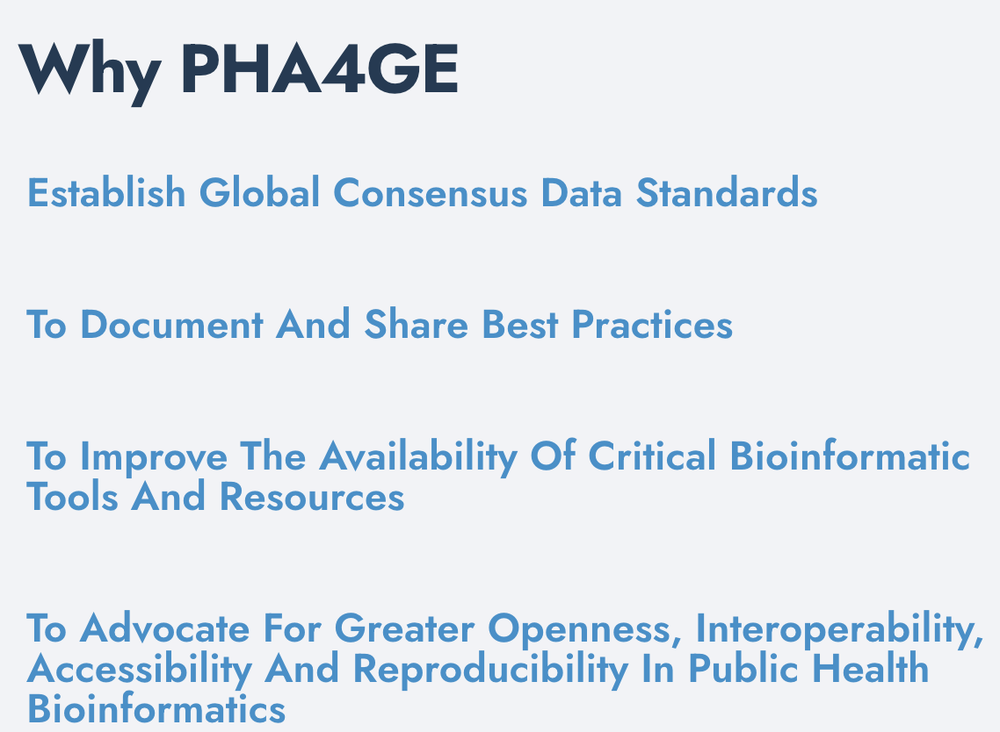 Why PHA4GE
Establish Global Consensus Data Standards
To Document And Share Best Practices
To Improve The Availability Of Critical Bioinformatic
Tools And Resources
To Advocate For Greater Openness, Interoperability,
Accessibility And Reproducibility In Public Health
Bioinformatics